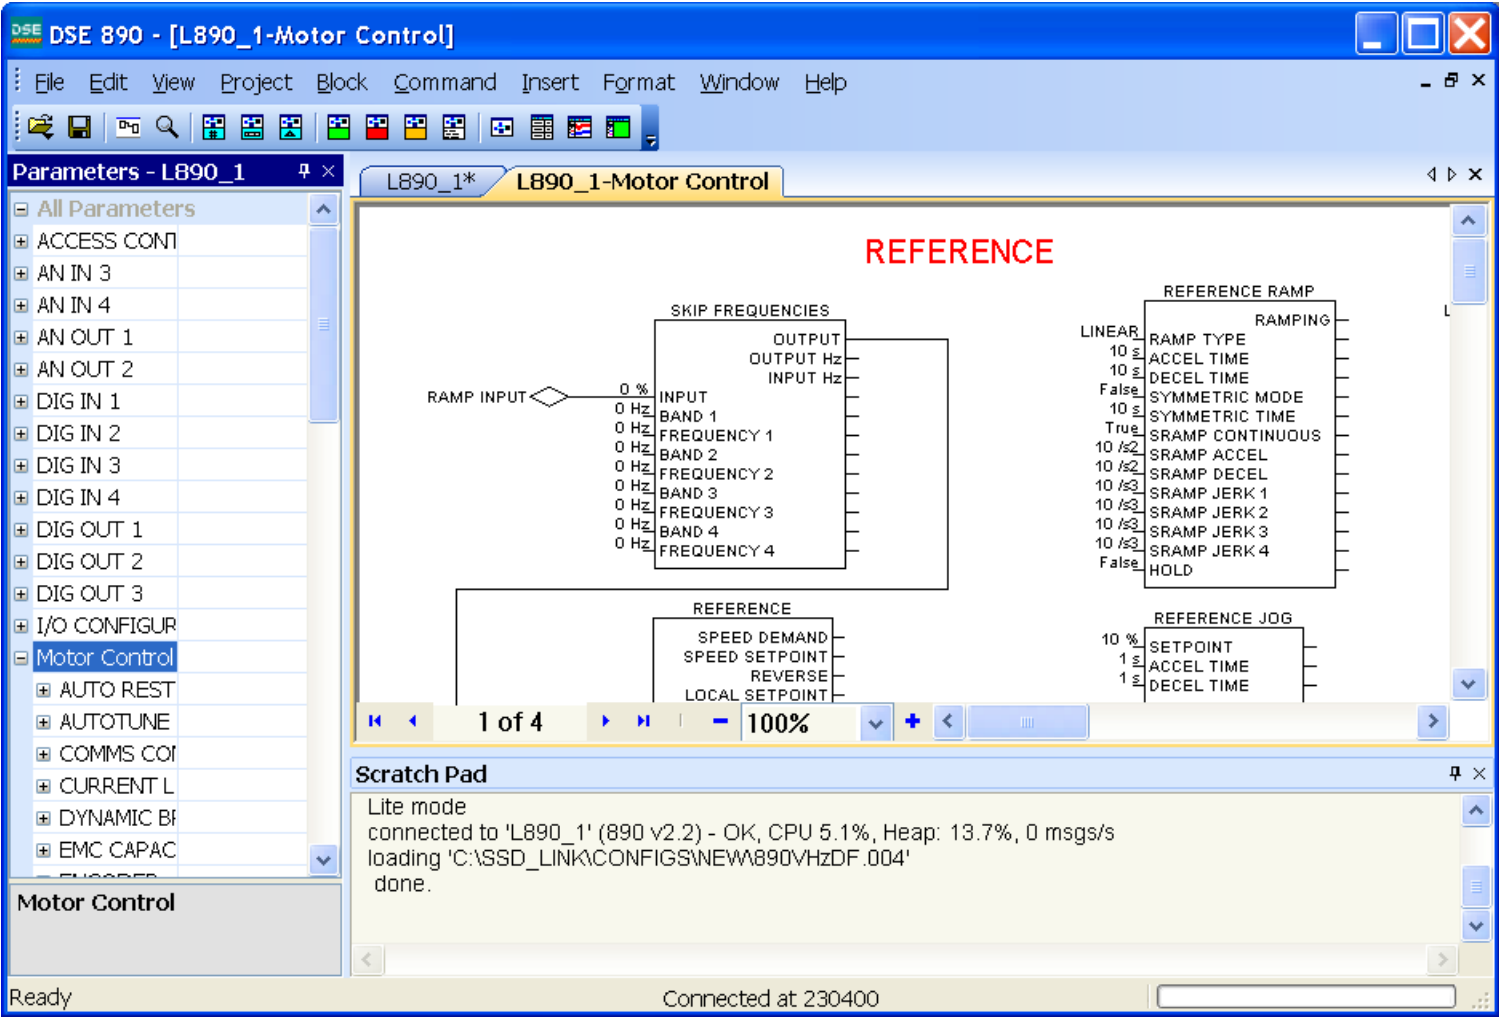 DSE DSE 890 - [L890_1-Motor Control]
File Edit View Project Block Command Insert Format Window Help
Parameters - L890_1
All Parameters
ACCESS CONT
AN IN 3
AN IN 4
AN OUT 1
AN OUT 2
DIG IN 1
DIG IN 2
DIG IN 3
DIG IN 4
DIG OUT 1
DIG OUT 2
DIG OUT 3
I/O CONFIGUR
Motor Control
AUTO REST
AUTOTUNE
COMMS CO
CURRENT L
DYNAMIC B
EMC CAPAC
Motor Control
L890_1* L890_1-Motor Control
REFERENCE
SKIP FREQUENCIES
OUTPUT
OUTPUT Hz
INPUT Hz
RAMP INPUT 0 % INPUT
0 Hz BAND 1
0 Hz FREQUENCY 1
0 Hz BAND 2
0 Hz FREQUENCY 2
0 Hz BAND 3
0 Hz FREQUENCY 3
0 Hz BAND 4
0 Hz FREQUENCY 4
REFERENCE RAMP
RAMPING
LINEAR RAMP TYPE
10 s ACCEL TIME
10 s DECEL TIME
False SYMMETRIC MODE
10 s SYMMETRIC TIME
True SRAMP CONTINUOUS
10 /s2 SRAMP ACCEL
10 /s2 SRAMP DECEL
10 /s3 SRAMP JERK 1
10 /s3 SRAMP JERK 2
10 /s3 SRAMP JERK 3
10 /s3 SRAMP JERK 4
False HOLD
L
REFERENCE
SPEED DEMAND
SPEED SETPOINT
REVERSE
LOCAL SETPOINT
REFERENCE JOG
10 % SETPOINT
1 s ACCEL TIME
1 s DECEL TIME
1 of 4 100%
Scratch Pad
Lite mode
connected to 'L890_1' (890 v2.2) - OK, CPU 5.1%, Heap: 13.7%, 0 msgs/s
loading 'C:\SSD_LINK\CONFIGS\NEW\890VHzDF.004'
done.
Ready Connected at 230400